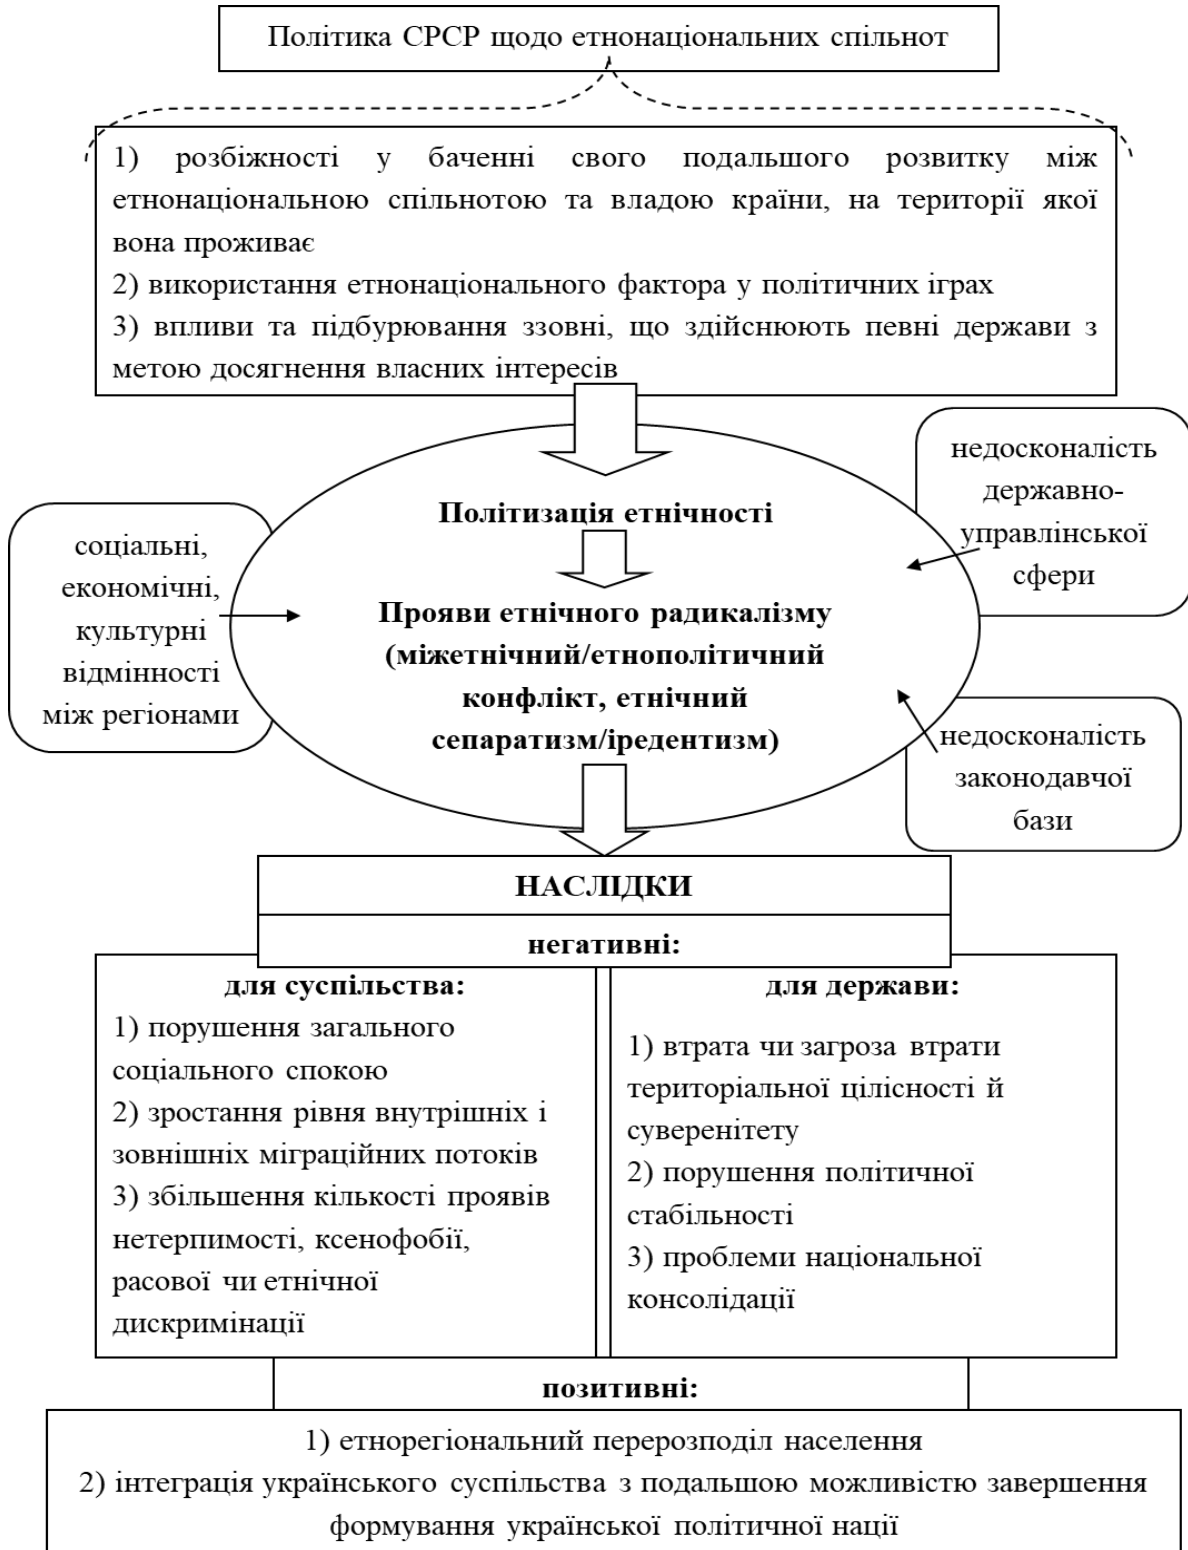 Політика СРСР щодо етнонаціональних спільнот
1) розбіжності у баченні свого подальшого розвитку між
етнонаціональною спільнотою та владою країни, на території якої
вона проживає
2) використання етнонаціонального фактора у політичних іграх
3) впливи та підбурювання ззовні, що здійснюють певні держави з
метою досягнення власних інтересів
недосконалість
державно-
управлінської
сфери
Політизація етнічності
соціальні,
економічні,
культурні
відмінності
між регіонами
Прояви етнічного радикалізму
(міжетнічний/етнополітичний
конфлікт, етнічний
сепаратизм/іредентизм)
недосконалість
законодавчої
бази
НАСЛІДКИ
негативні:
для суспільства:
1) порушення загального
соціального спокою
2) зростання рівня внутрішніх і
зовнішніх міграційних потоків
3) збільшення кількості проявів
нетерпимості, ксенофобії,
расової чи етнічної
дискримінації
для держави:
1) втрата чи загроза втрати
територіальної цілісності й
суверенітету
2) порушення політичної
стабільності
3) проблеми національної
консолідації
позитивні:
1) етнорегіональний перерозподіл населення
2) інтеграція українського суспільства з подальшою можливістю завершення
формування української політичної нації